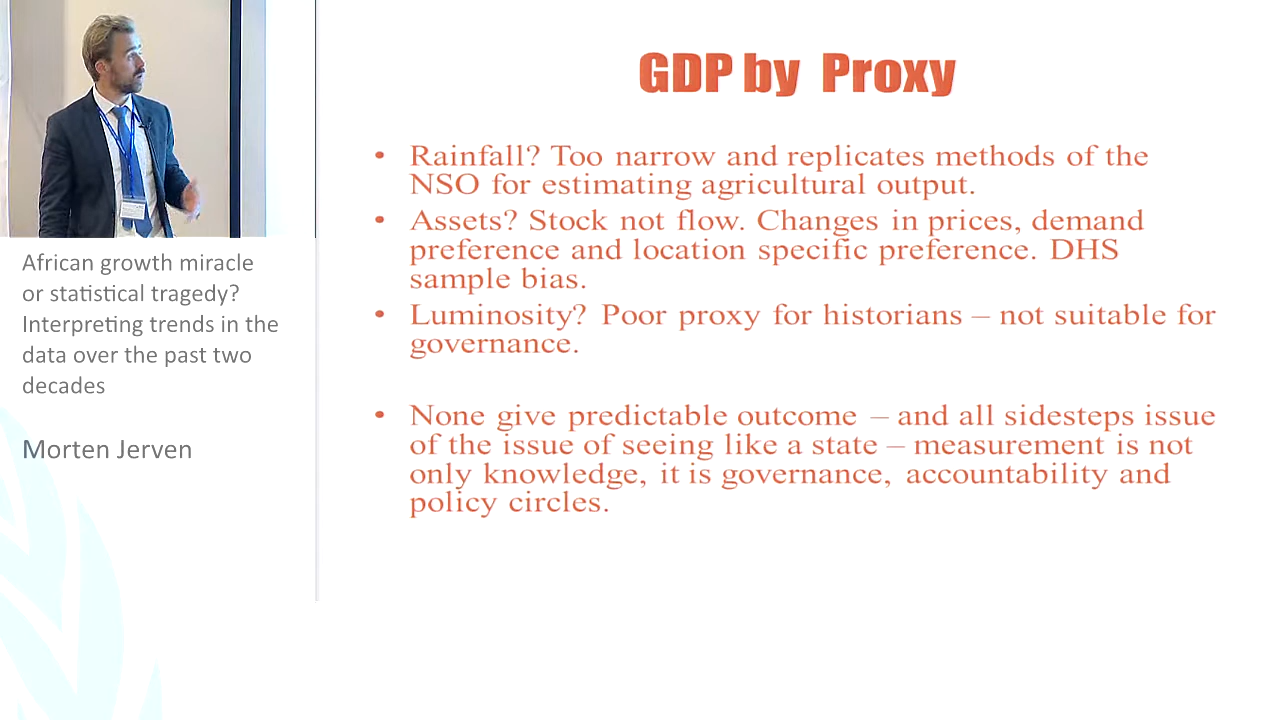 GDP by Proxy
• Rainfall? Too narrow and replicates methods of the
NSO for estimating agricultural output.
• Assets? Stock not flow. Changes in prices, demand
preference and location specific preference. DHS
sample bias.
• Luminosity? Poor proxy for historians – not suitable for
governance.
• None give predictable outcome – and all sidesteps issue
of the issue of seeing like a state – measurement is not
only knowledge, it is governance, accountability and
policy circles.
African growth miracle
or statistical tragedy?
Interpreting trends in the
data over the past two
decades
Morten Jerven